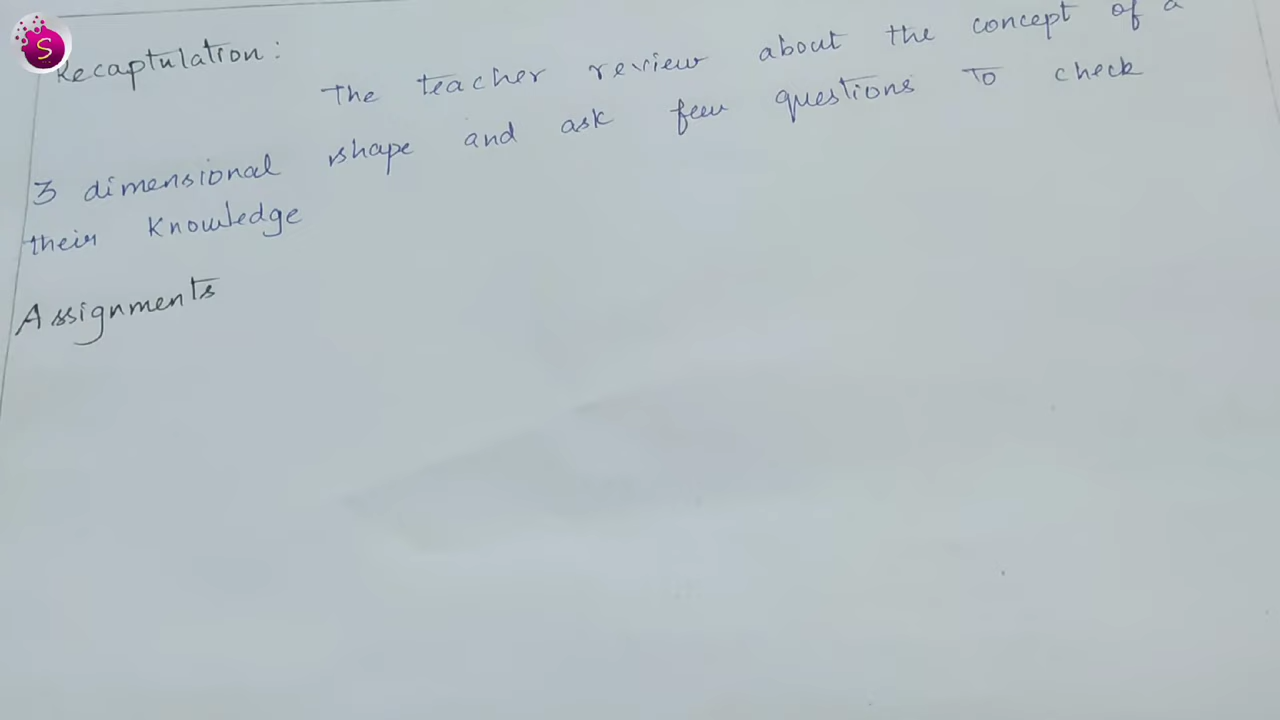 S
Recaptulation :
The teacher review about the concept of a
3 dimensional shape and ask few questions to check
their knowledge
Assignments